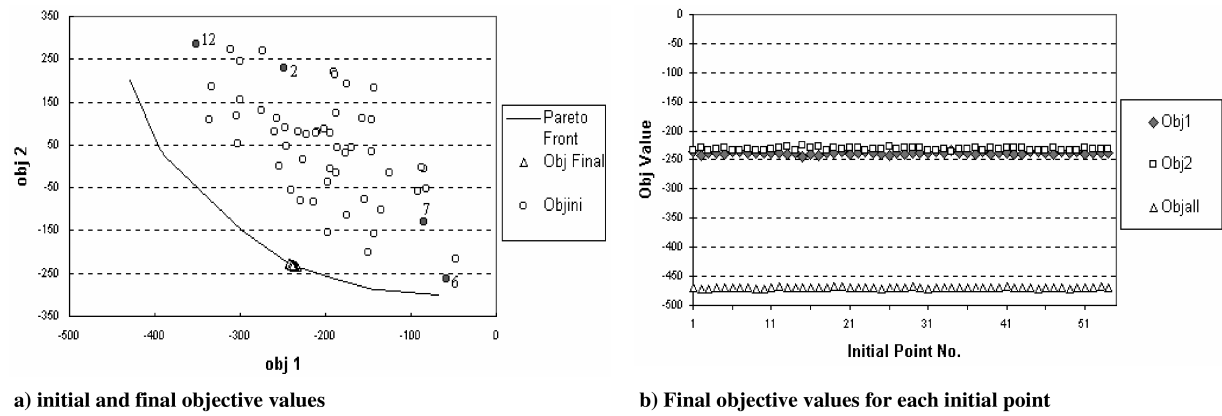 350
250
150
50
-50
-150
-250
-350
obj 2
-500
-400
-300
-200
-100
0
obj 1
12
2
7
6
Pareto
Front
Obj Final
Objini
a) initial and final objective values
0
-50
-100
-150
-200
-250
-300
-350
-400
-450
-500
Obj Value
1
11
21
31
41
51
Initial Point No.
Obj1
Obj2
Objall
b) Final objective values for each initial point